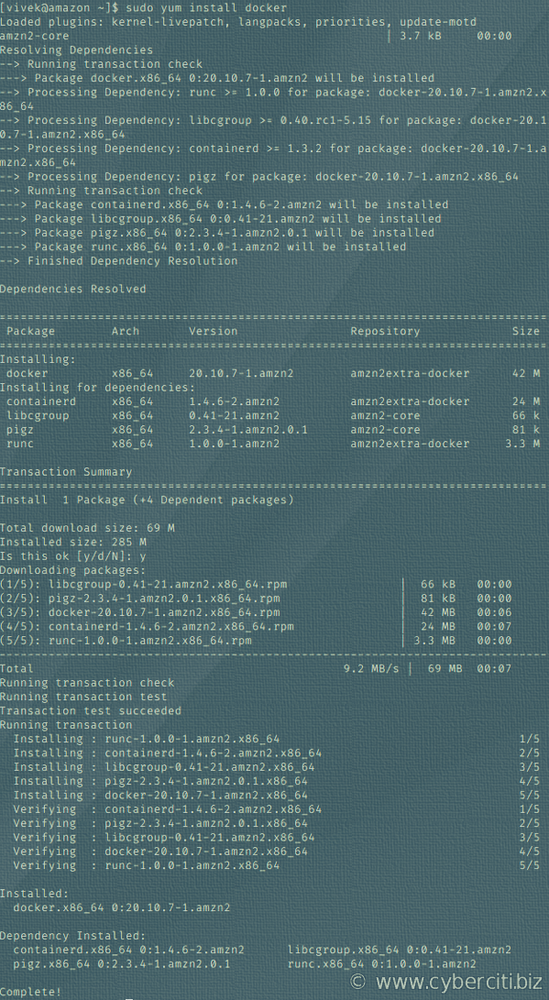 [vivek@amazon ~]$ sudo yum install docker
Loaded plugins: kernel-livepatch, langpacks, priorities, update-motd
amzn2-core | 3.7 kB 00:00
Resolving Dependencies
--> Running transaction check
---> Package docker.x86_64 0:20.10.7-1.amzn2 will be installed
--> Processing Dependency: runc >= 1.0.0 for package: docker-20.10.7-1.amzn2.x
86_64
--> Processing Dependency: libcgroup >= 0.40.rc1-5.15 for package: docker-20.1
0.7-1.amzn2.x86_64
--> Processing Dependency: containerd >= 1.3.2 for package: docker-20.10.7-1.a
mzn2.x86_64
--> Processing Dependency: pigz for package: docker-20.10.7-1.amzn2.x86_64
--> Running transaction check
---> Package containerd.x86_64 0:1.4.6-2.amzn2 will be installed
---> Package libcgroup.x86_64 0:0.41-21.amzn2 will be installed
---> Package pigz.x86_64 0:2.3.4-1.amzn2.0.1 will be installed
---> Package runc.x86_64 0:1.0.0-1.amzn2 will be installed
--> Finished Dependency Resolution
Dependencies Resolved
================================================================================
Package Arch Version Repository Size
================================================================================
Installing:
docker x86_64 20.10.7-1.amzn2 amzn2extra-docker 42 M
Installing for dependencies:
containerd x86_64 1.4.6-2.amzn2 amzn2extra-docker 24 M
libcgroup x86_64 0.41-21.amzn2 amzn2-core 66 k
pigz x86_64 2.3.4-1.amzn2.0.1 amzn2-core 81 k
runc x86_64 1.0.0-1.amzn2 amzn2extra-docker 3.3 M
Transaction Summary
================================================================================
Install 1 Package (+4 Dependent packages)
Total download size: 69 M
Installed size: 285 M
Is this ok [y/d/N]: y
Downloading packages:
(1/5): libcgroup-0.41-21.amzn2.x86_64.rpm | 66 kB 00:00
(2/5): pigz-2.3.4-1.amzn2.0.1.x86_64.rpm | 81 kB 00:00
(3/5): docker-20.10.7-1.amzn2.x86_64.rpm | 42 MB 00:06
(4/5): containerd-1.4.6-2.amzn2.x86_64.rpm | 24 MB 00:07
(5/5): runc-1.0.0-1.amzn2.x86_64.rpm | 3.3 MB 00:00
--------------------------------------------------------------------------------
Total 9.2 MB/s | 69 MB 00:07
Running transaction check
Running transaction test
Transaction test succeeded
Running transaction
Installing : runc-1.0.0-1.amzn2.x86_64 1/5
Installing : containerd-1.4.6-2.amzn2.x86_64 2/5
Installing : libcgroup-0.41-21.amzn2.x86_64 3/5
Installing : pigz-2.3.4-1.amzn2.0.1.x86_64 4/5
Installing : docker-20.10.7-1.amzn2.x86_64 5/5
Verifying : containerd-1.4.6-2.amzn2.x86_64 1/5
Verifying : pigz-2.3.4-1.amzn2.0.1.x86_64 2/5
Verifying : libcgroup-0.41-21.amzn2.x86_64 3/5
Verifying : docker-20.10.7-1.amzn2.x86_64 4/5
Verifying : runc-1.0.0-1.amzn2.x86_64 5/5
Installed:
docker.x86_64 0:20.10.7-1.amzn2
Dependency Installed:
containerd.x86_64 0:1.4.6-2.amzn2 libcgroup.x86_64 0:0.41-21.amzn2
pigz.x86_64 0:2.3.4-1.amzn2.0.1 runc.x86_64 0:1.0.0-1.amzn2
© www.cyberciti.biz
Complete!